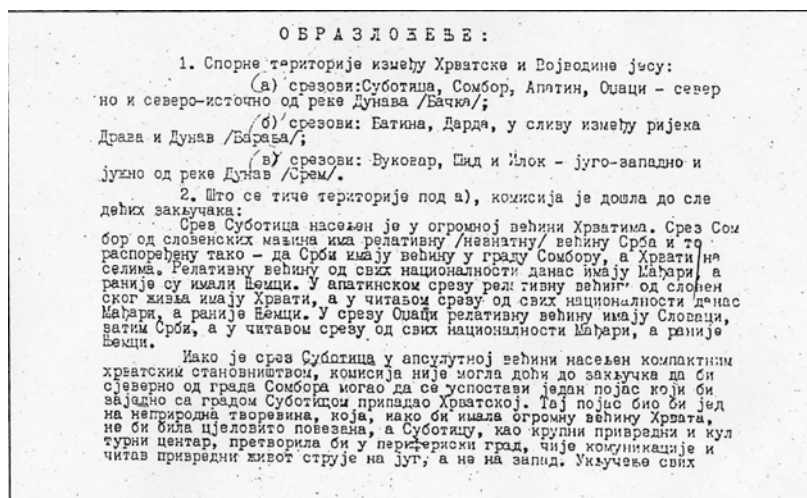 ОБРАЗЛОЖЕЊЕ:
1. Спорне територије између Хрватске и Војводине јесу:
(а) срезови:Суботица, Сомбор, Апатин, Оџаци - север
но и северо-источно од реке Дунава /Бачка/;
(б) срезови: Батина, Дарда, у сливу између ријека
Драва и Дунав /Барања/;
(в) срезови: Вуковар, Шид и Илок - југо-западно и
јужно од реке Дунав /Срем/.
2. Што се тиче територије под а), комисија је дошла до сле
дећих закључака:
Срез Суботица насељен је у огромној већини Хрватима. Срез Сом
бор од словенских мањина има релативну /незнатну/ већину Срба и то
распоређену тако - да Срби имају већину у граду Сомбору, а Хрвати на
селима. Релативну већину од свих националности данас имају Мађари, а
раније су имали Њемци. У апатинском срезу релативну већину од словен
ског живља имају Хрвати, а у читавом срезу од свих националности данас
Мађари, а раније Њемци. У срезу Оџаци релативну већину имају Словаци,
затим Срби, а у читавом срезу од свих националности Мађари, а раније
Њемци.
Иако је срез Суботица у апсулутној већини насељен компактним
хрватским становништвом, комисија није могла доћи до закључка да би
сјеверно од града Сомбора могао да се успостави један појас који би
заједно са градом Суботицом припадао Хрватској. Тај појас био би јед
на неприродна творевина, која, иако би имала огромну већину Хрвата,
не би била цјеловито повезана, а Суботицу, као крупни привредни и кул
турни центар, претворила би у перифериски град, чије комуникације и
читав привредни живот струје на југ, а не на запад. Укључење свих